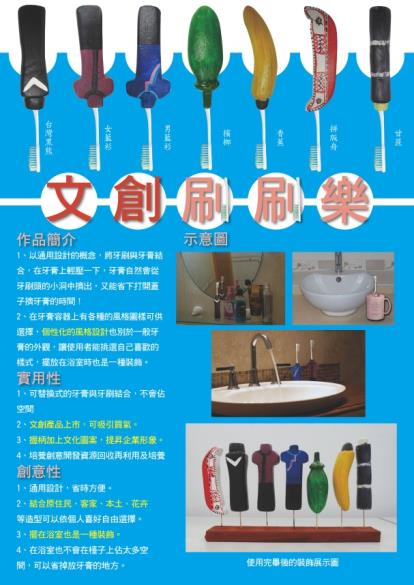 台灣黑熊
女藍衫
男藍衫
檳榔
香蕉
拼版舟
甘蔗
文創刷刷樂
作品簡介
1、以通用設計的概念，將牙刷與牙膏結
合，在牙膏上輕壓一下，牙膏自然會從
牙刷頭的小洞中擠出，又能省下打開蓋
子擠牙膏的時間！
2、在牙膏容器上有各種的風格圖樣可供
選擇，個性化的風格設計也別於一般牙
膏的外觀，讓使用者能挑選自己喜歡的
樣式，擺放在浴室時也是一種裝飾。
實用性
1、可替換式的牙膏與牙刷結合，不會佔
空間
2、文創產品上市，可吸引買氣。
3、握柄加上文化圖案，提昇企業形象。
4、培養創意開發資源回收再利用及培養
創意性
1、通用設計，省時方便。
2、結合原住民、客家、本土、花卉
等造型可以依個人喜好自由選擇。
3、擺在浴室也是一種裝飾。
4、在浴室也不會在檯子上佔太多空
間，可以省掉放牙膏的地方。
示意圖
使用完畢後的裝飾展示圖